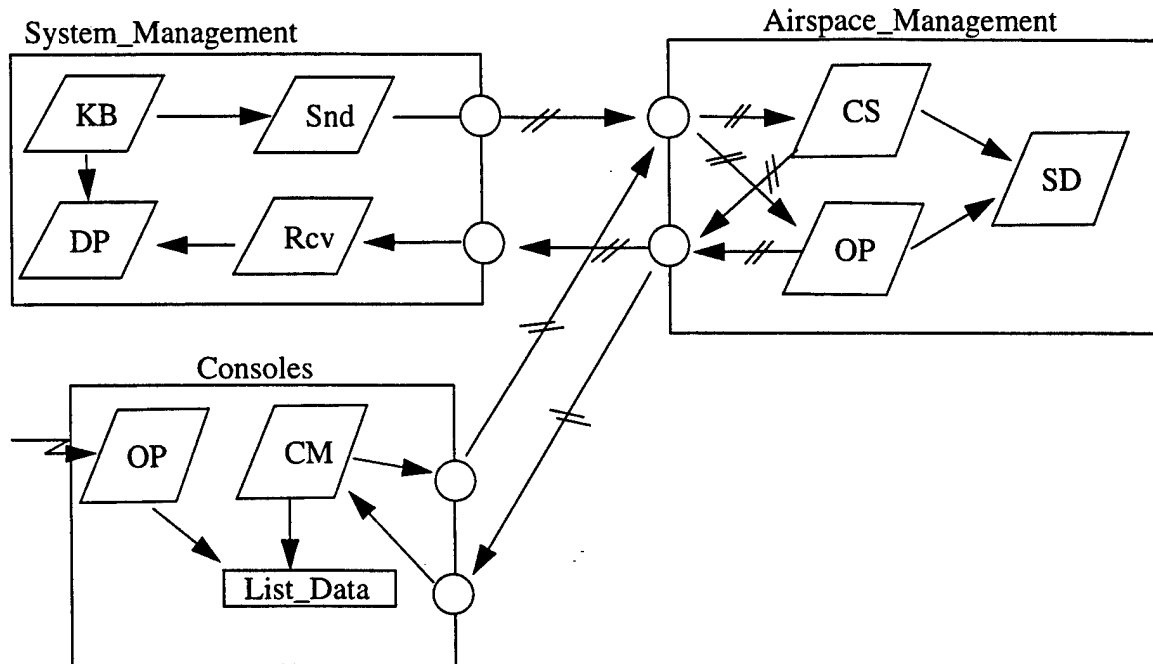 System_Management
Airspace_Management
KB
Snd
CS
SD
DP
Rcv
OP
Consoles
OP
CM
List_Data